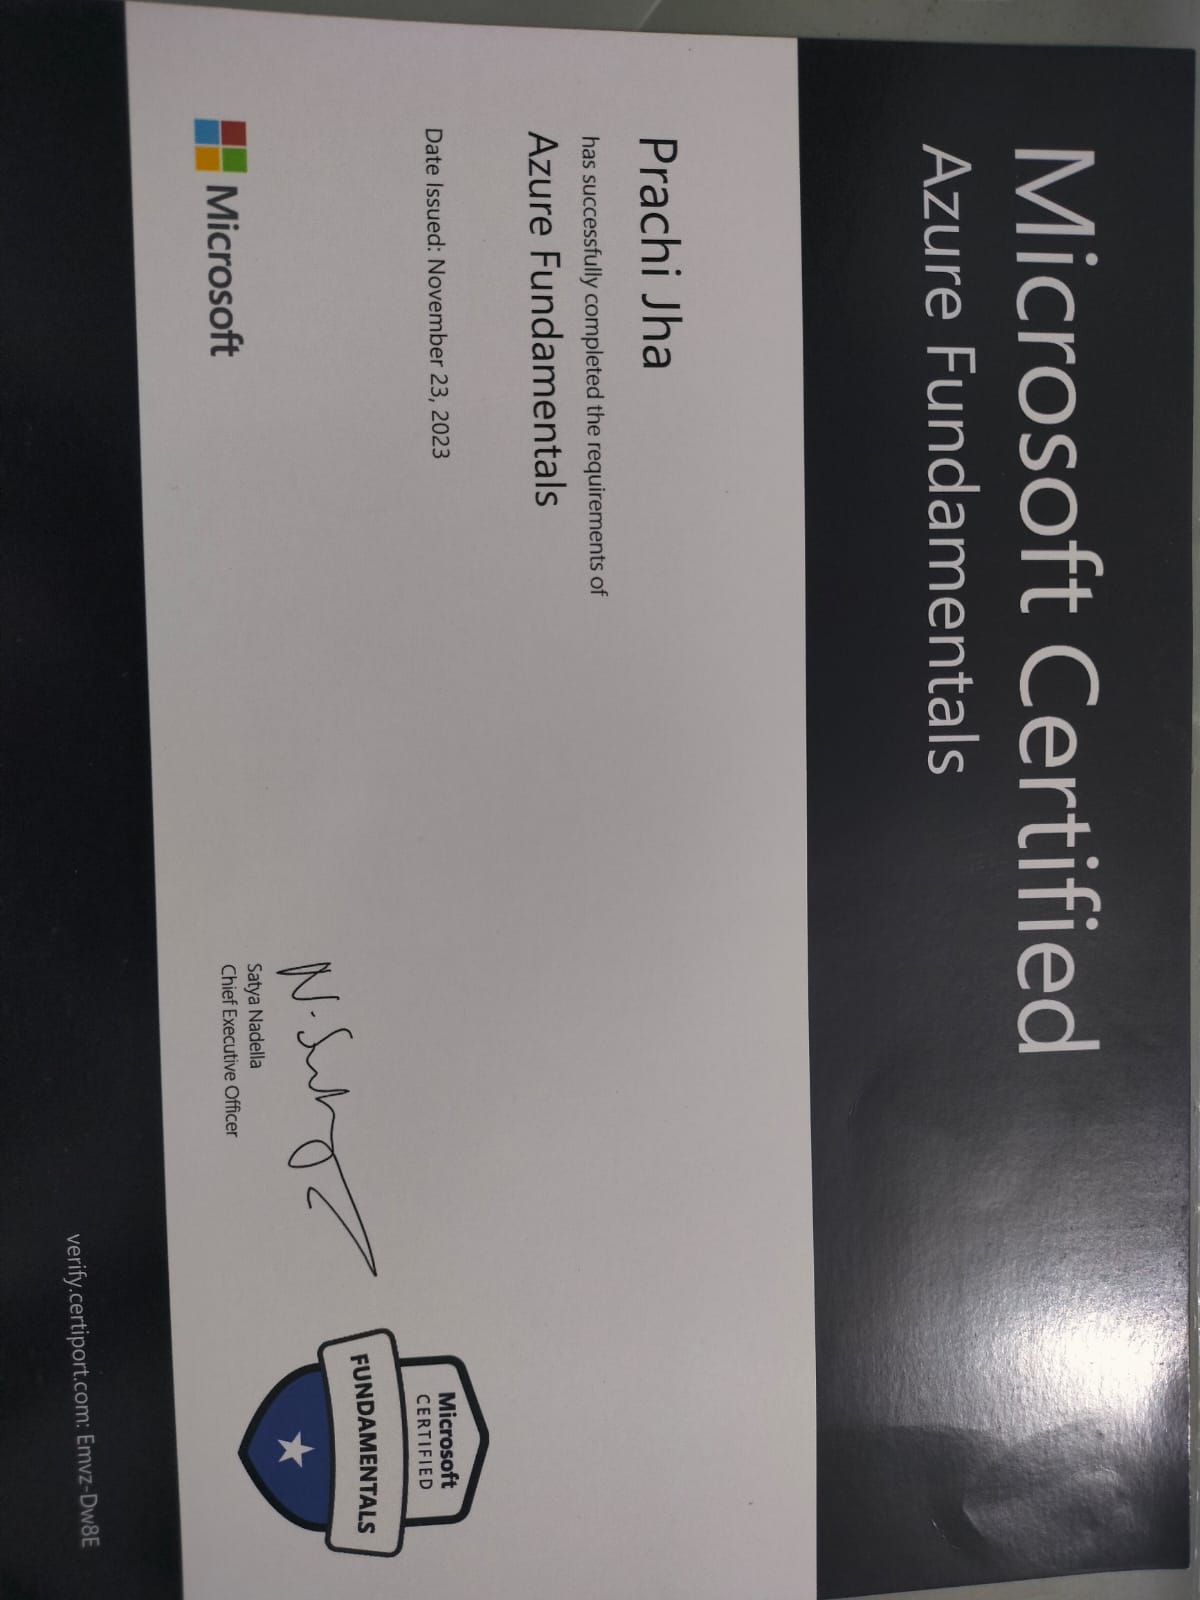 Microsoft Certified
Azure Fundamentals
Prachi Jha
has successfully completed the requirements of
Azure Fundamentals
Date Issued: November 23, 2023
Microsoft
Satya Nadella
Chief Executive Officer
Microsoft
CERTIFIED
FUNDAMENTALS
verify.certiport.com: Emvz-Dw8E